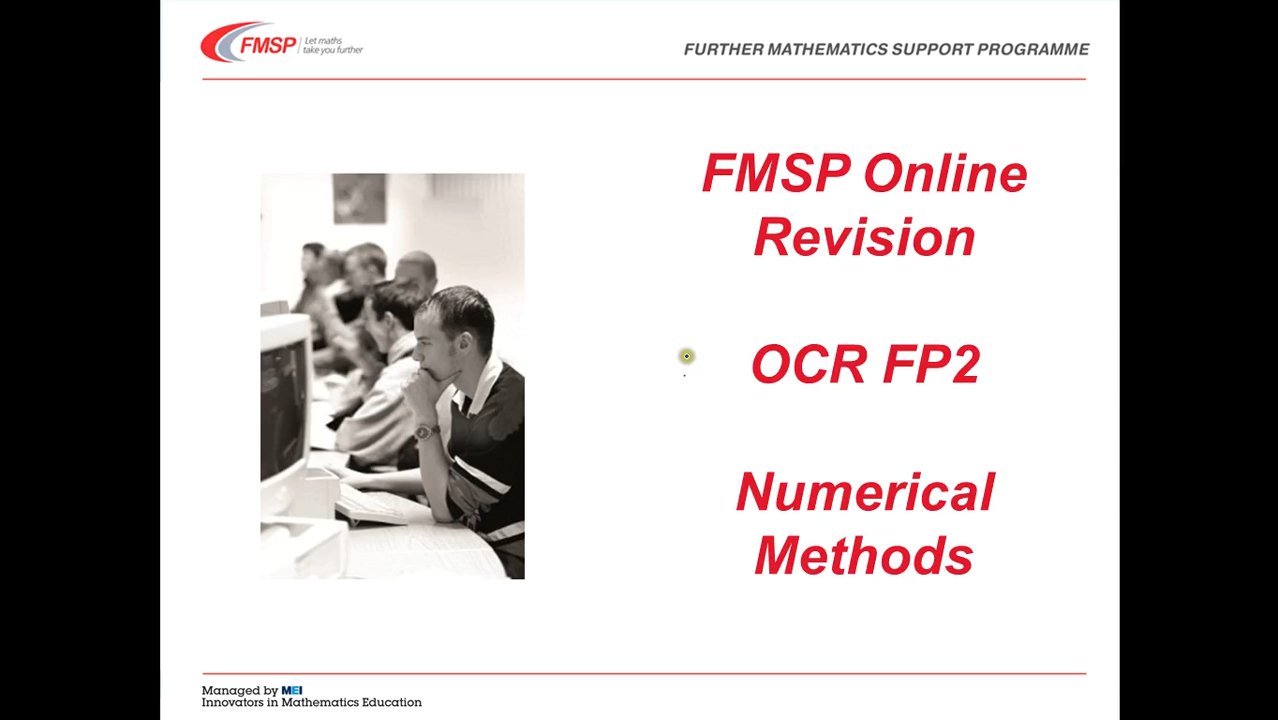 FMSP
Let maths
take you further
FURTHER MATHEMATICS SUPPORT PROGRAMME
FMSP Online
Revision
OCR FP2
Numerical
Methods
Managed by MEI
Innovators in Mathematics Education